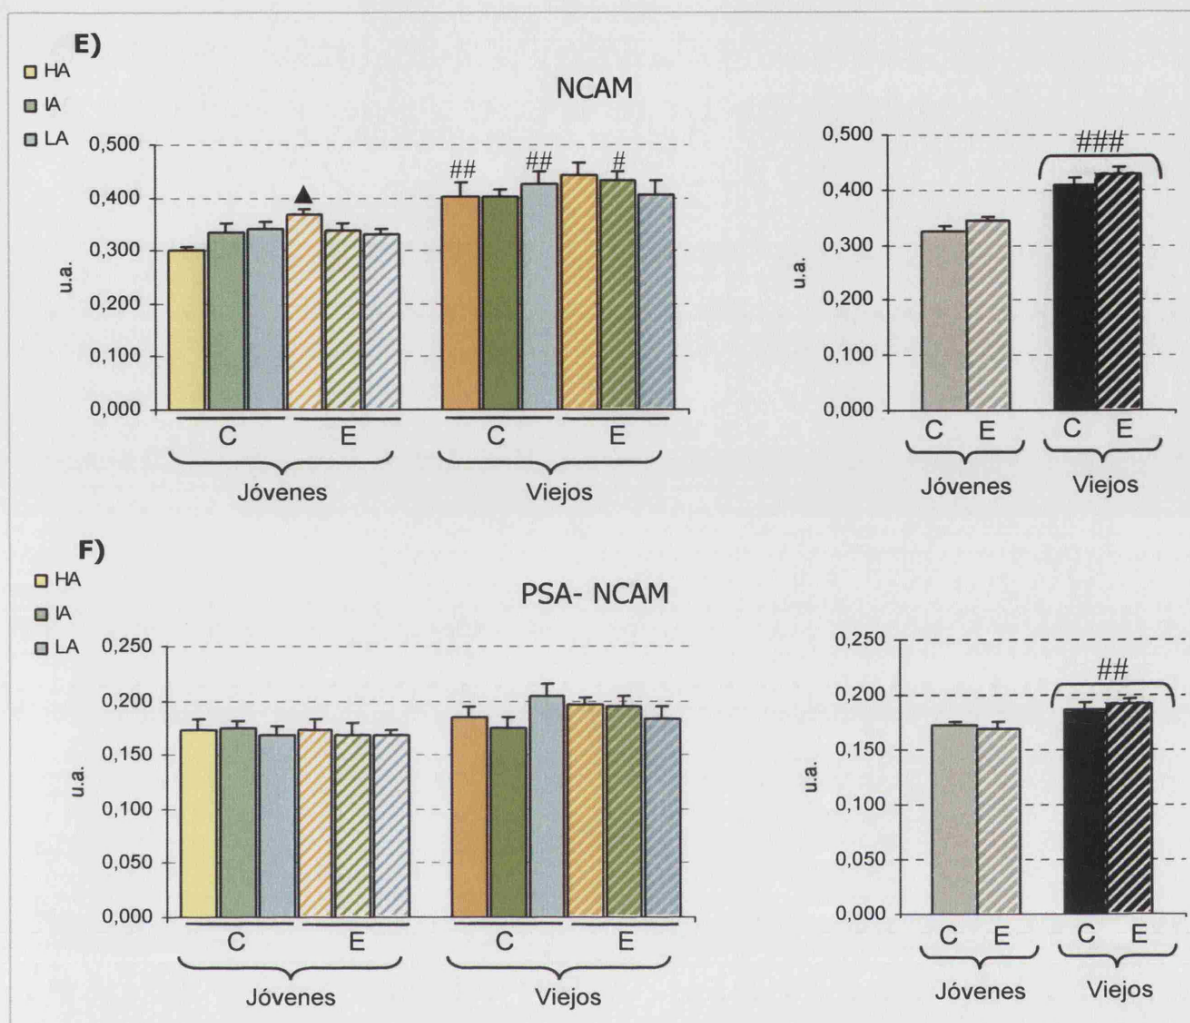 E)
HA
IA
LA
NCAM
0,500
0,400
0,300
0,200
0,100
0,000
u.a.
▲
##
##
#
C
E
C
E
Jóvenes
Viejos
0,500
0,400
0,300
0,200
0,100
0,000
u.a.
###
C
E
C
E
Jóvenes
Viejos
F)
HA
IA
LA
PSA- NCAM
0,250
0,200
0,150
0,100
0,050
0,000
u.a.
C
E
C
E
Jóvenes
Viejos
0,250
0,200
0,150
0,100
0,050
0,000
u.a.
##
C
E
C
E
Jóvenes
Viejos